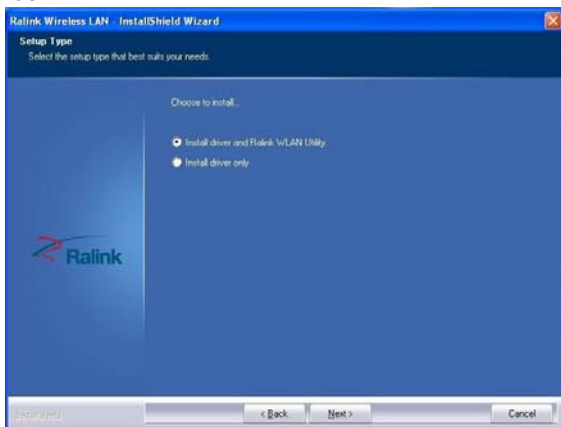 Ralink Wireless LAN - InstallShield Wizard
Setup Type
Select the setup type that best suits your needs.
Choose to install...
Install driver and Ralink WLAN Utility
Install driver only
Ralink
InstallShield
< Back
Next >
Cancel